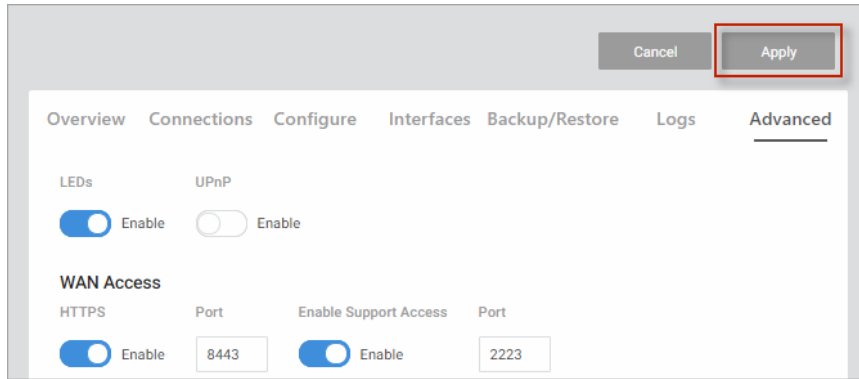 Cancel Apply
Overview Connections Configure Interfaces Backup/Restore Logs Advanced
LEDs UPnP
Enable Enable
WAN Access
HTTPS Port Enable Support Access Port
Enable 8443 Enable 2223